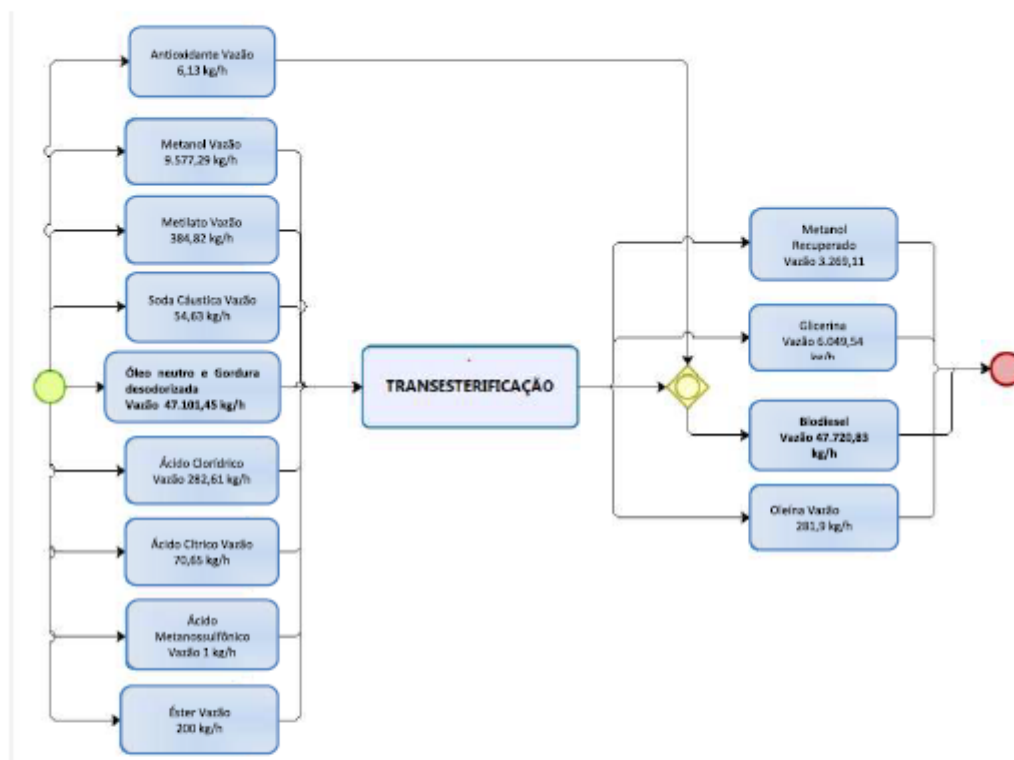 Antioxidante Vazão
6,13 kg/h
Metanol Vazão
9.577,29 kg/h
Metilato Vazão
384,82 kg/h
Soda Cáustica Vazão
54,63 kg/h
Óleo neutro e Gordura
desodorizada
Vazão 47.101,45 kg/h
Ácido Clorídrico
Vazão 282,61 kg/h
Ácido Cítrico Vazão
70,65 kg/h
Ácido
Metanossulfônico
Vazão 1 kg/h
Éster Vazão
200 kg/h
TRANSESTERIFICAÇÃO
Metanol
Recuperado
Vazão 3.269,11
Glicerina
Vazão 6.049,54
kg/h
Biodiesel
Vazão 47.720,83
kg/h
Oleína Vazão
281,9 kg/h